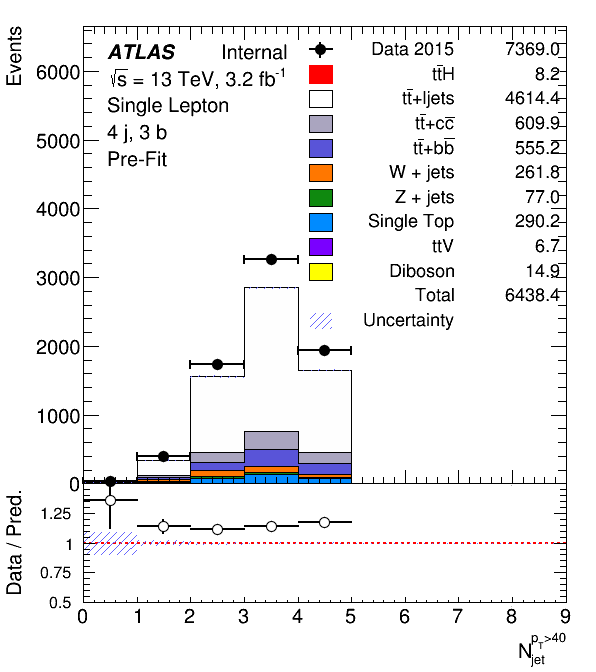 Events
ATLAS Internal
√s = 13 TeV, 3.2 fb⁻¹
Single Lepton
4 j, 3 b
Pre-Fit
Data 2015 7369.0
tt̄H 8.2
tt̄+ljets 4614.4
tt̄+cc̄ 609.9
tt̄+bb̄ 555.2
W + jets 261.8
Z + jets 77.0
Single Top 290.2
ttV 6.7
Diboson 14.9
Total 6438.4
Uncertainty
6000
5000
4000
3000
2000
1000
0
Data / Pred.
1.25
1
0.75
0.5
0 1 2 3 4 5 6 7 8 9
N_jet^{p_T>40}